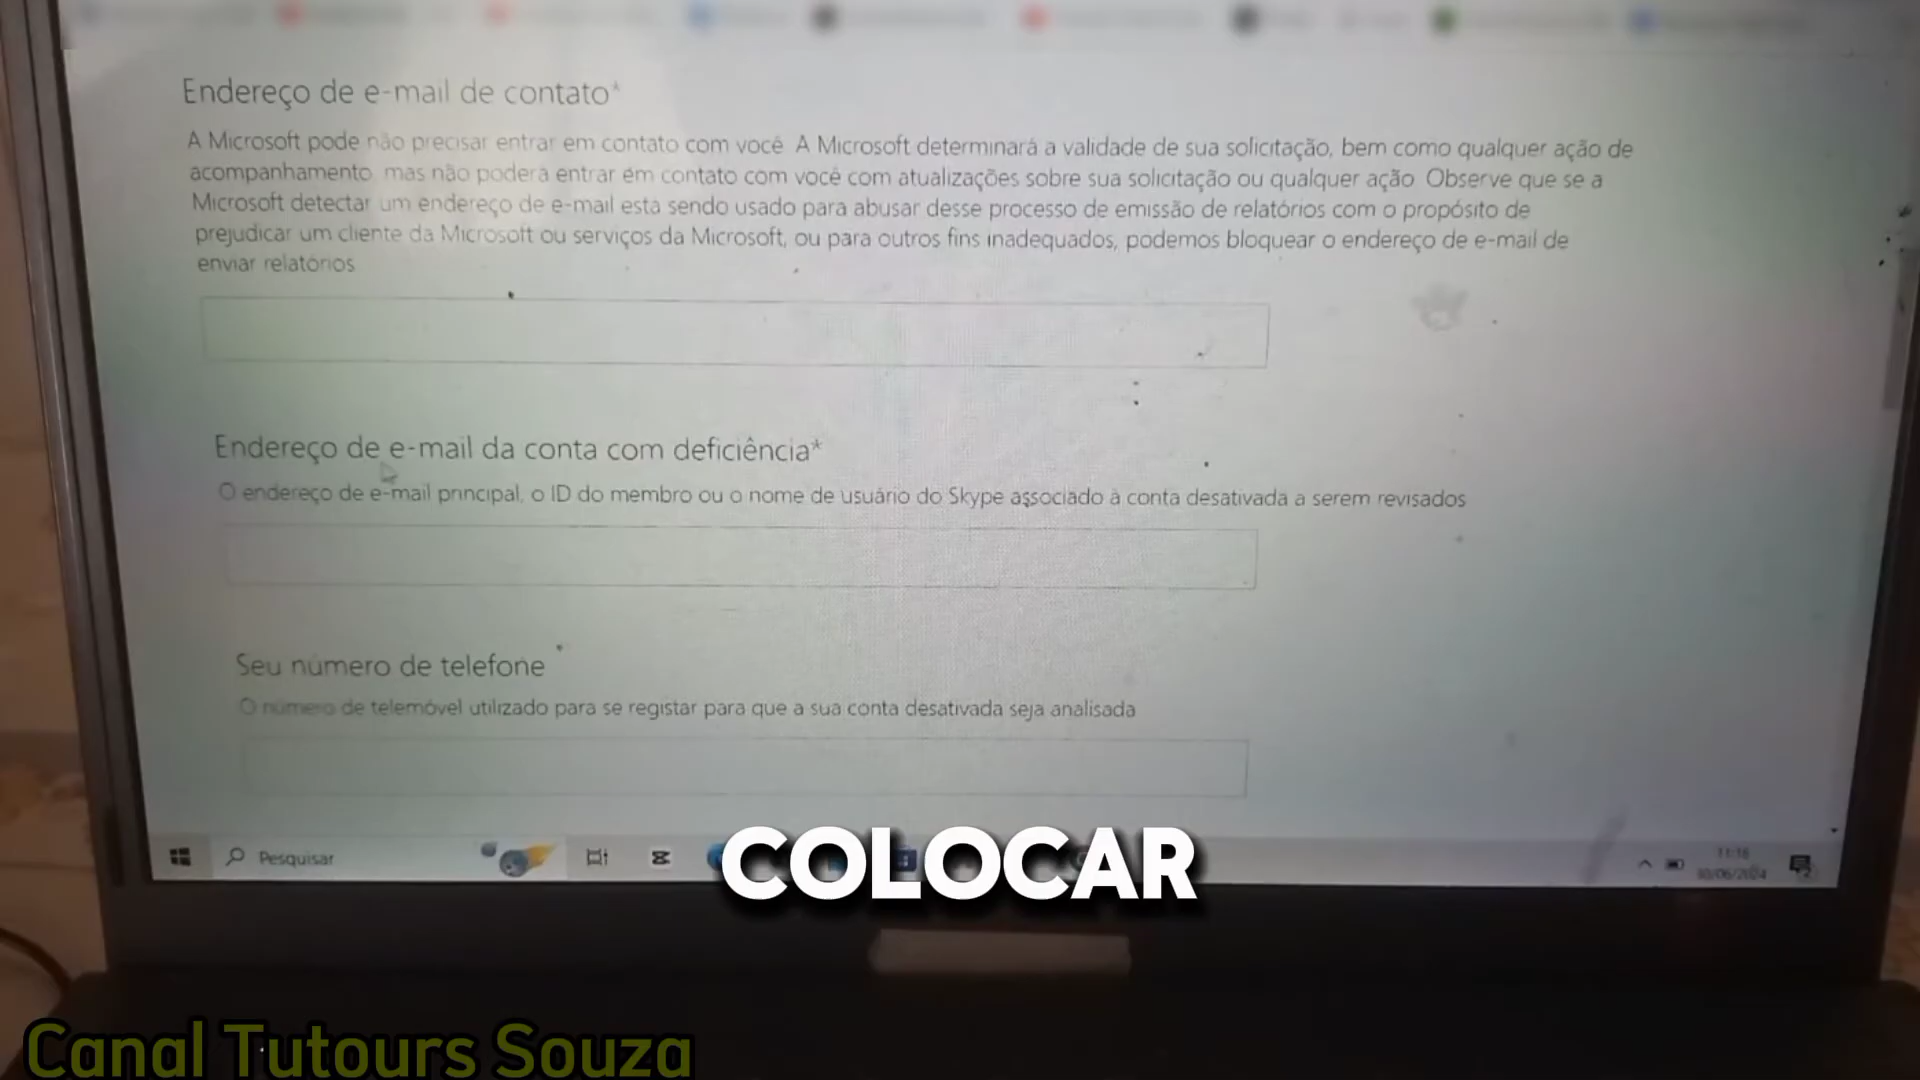 Endereço de e-mail de contato*
A Microsoft pode não precisar entrar em contato com você A Microsoft determinará a validade de sua solicitação, bem como qualquer ação de
acompanhamento, mas não poderá entrar em contato com você com atualizações sobre sua solicitação ou qualquer ação Observe que se a
Microsoft detectar um endereço de e-mail esta sendo usado para abusar desse processo de emissão de relatórios com o propósito de
prejudicar um cliente da Microsoft ou serviços da Microsoft, ou para outros fins inadequados, podemos bloquear o endereço de e-mail de
enviar relatórios
Endereço de e-mail da conta com deficiência*
O endereço de e-mail principal, o ID do membro ou o nome de usuário do Skype associado à conta desativada a serem revisados
Seu número de telefone
O número de telemóvel utilizado para se registar para que a sua conta desativada seja analisada
Pesquisar
COLOCAR
11:16
30/06/2024
Canal Tutours Souza